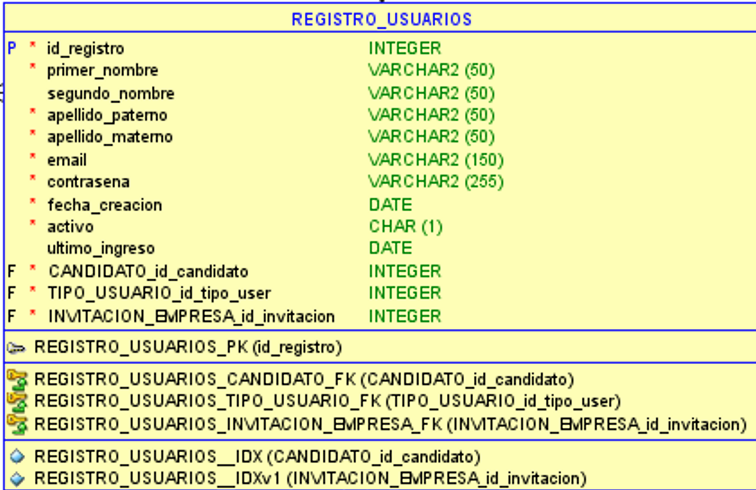 REGISTRO_USUARIOS
P * id_registro INTEGER
* primer_nombre VARCHAR2 (50)
segundo_nombre VARCHAR2 (50)
* apellido_paterno VARCHAR2 (50)
* apellido_materno VARCHAR2 (50)
* email VARCHAR2 (150)
* contrasena VARCHAR2 (255)
* fecha_creacion DATE
* activo CHAR (1)
ultimo_ingreso DATE
F * CANDIDATO_id_candidato INTEGER
F * TIPO_USUARIO_id_tipo_user INTEGER
F * INVITACION_EMPRESA_id_invitacion INTEGER
REGISTRO_USUARIOS_PK (id_registro)
REGISTRO_USUARIOS_CANDIDATO_FK (CANDIDATO_id_candidato)
REGISTRO_USUARIOS_TIPO_USUARIO_FK (TIPO_USUARIO_id_tipo_user)
REGISTRO_USUARIOS_INVITACION_EMPRESA_FK (INVITACION_EMPRESA_id_invitacion)
REGISTRO_USUARIOS__IDX (CANDIDATO_id_candidato)
REGISTRO_USUARIOS__IDXv1 (INVITACION_EMPRESA_id_invitacion)